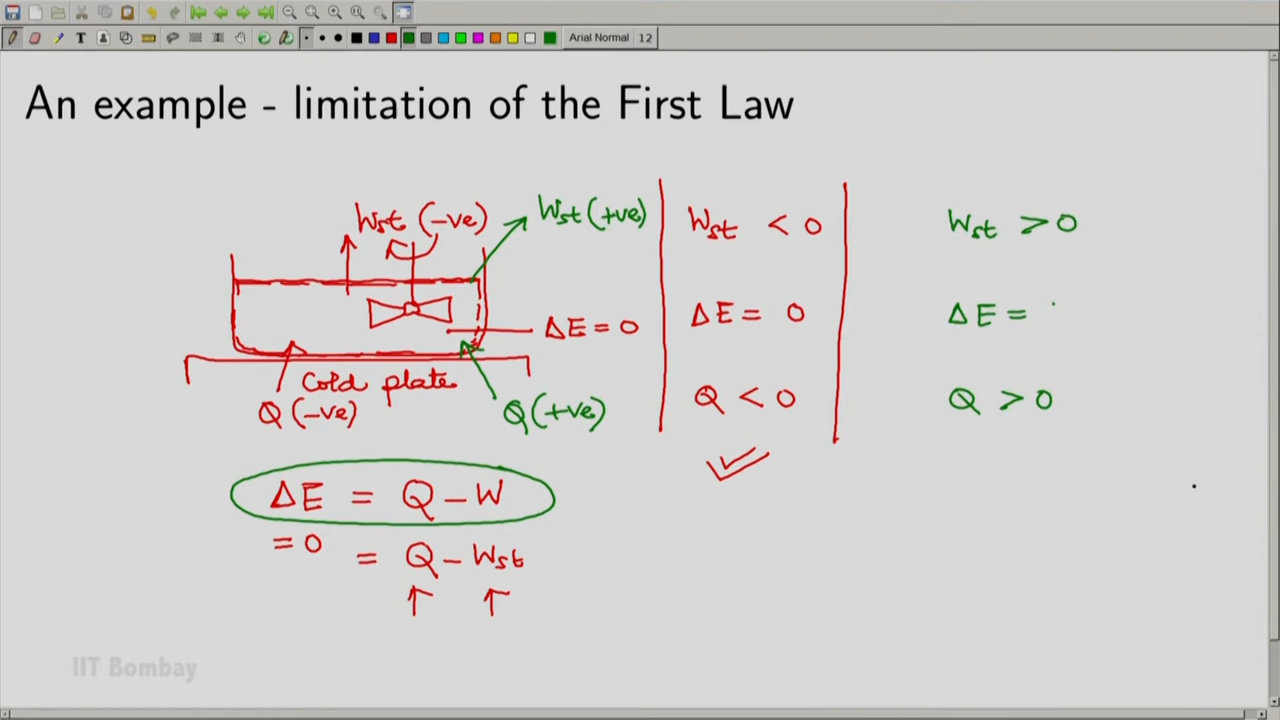 Arial Normal 12
An example - limitation of the First Law
Wst (-ve)
Wst (+ve)
ΔE = 0
Cold plate
Q (-ve)
Q (+ve)
Wst < 0
ΔE = 0
Q < 0
Wst > 0
ΔE =
Q > 0
ΔE = Q - W
= 0 = Q - Wst
IIT Bombay